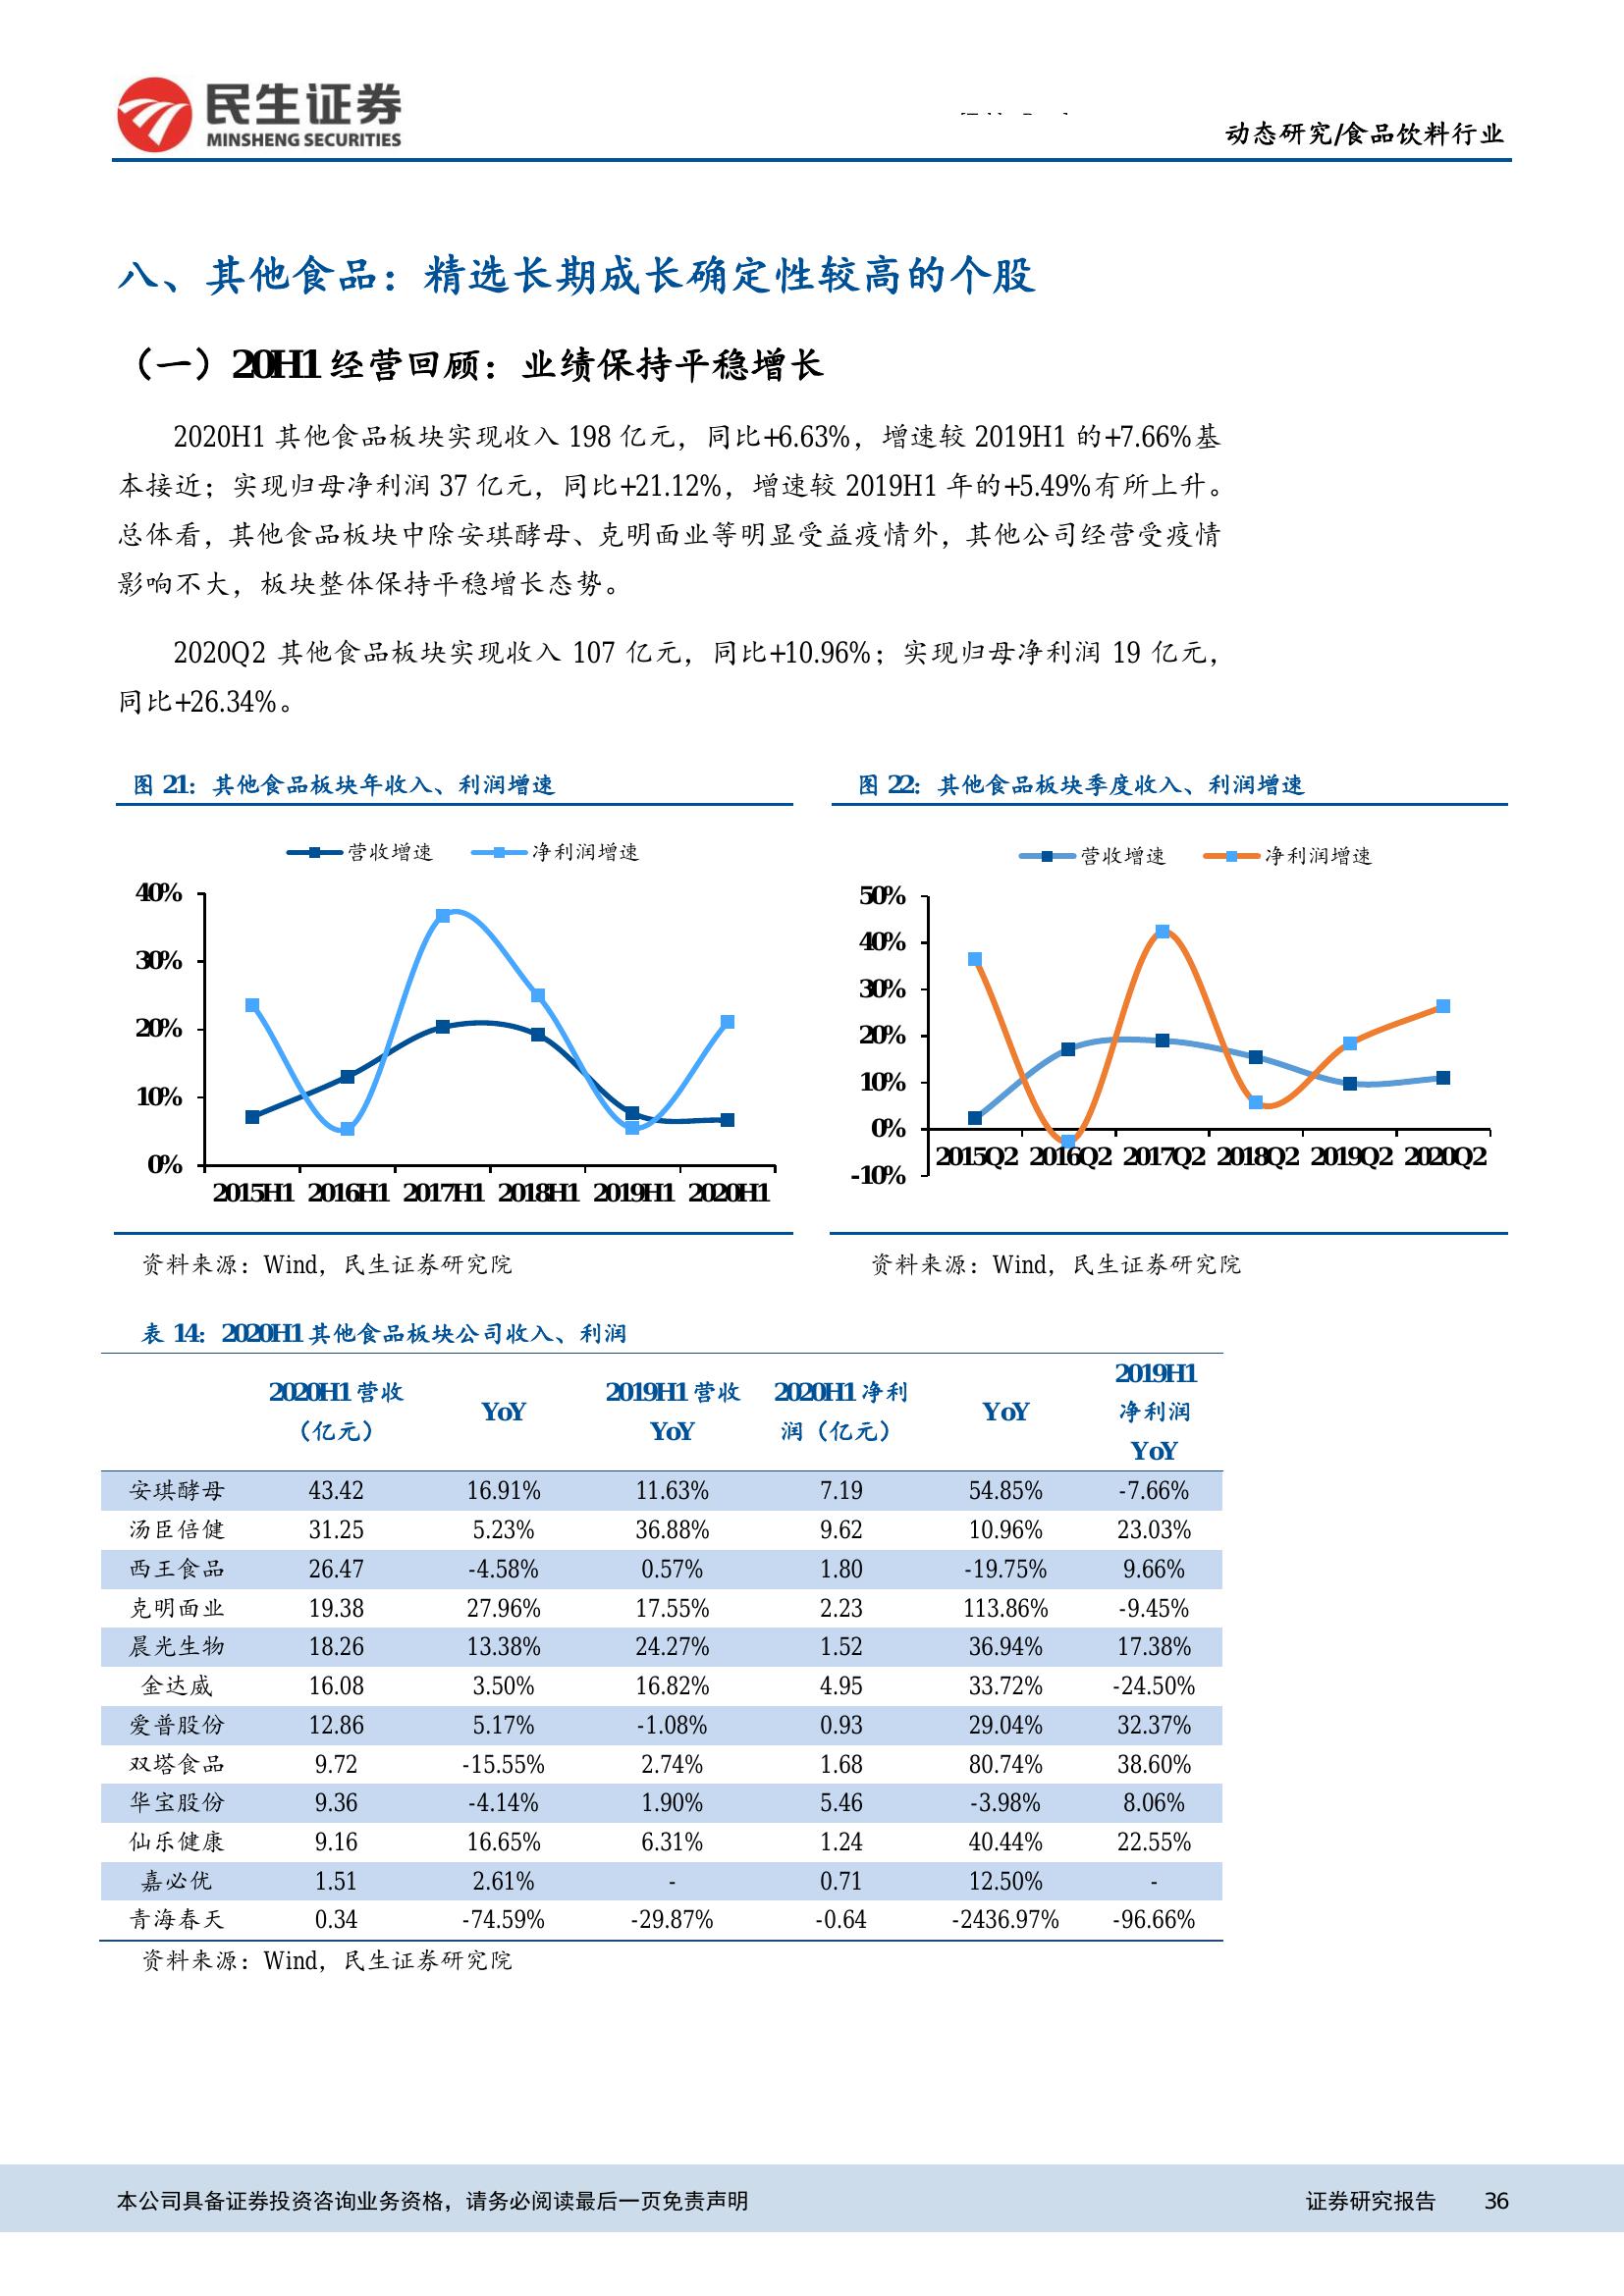 民生证券
MINSHENG SECURITIES
动态研究/食品饮料行业
八、其他食品：精选长期成长确定性较高的个股
（一）20H1 经营回顾：业绩保持平稳增长
2020H1 其他食品板块实现收入 198 亿元，同比+6.63%，增速较 2019H1 的+7.66%基
本接近；实现归母净利润 37 亿元，同比+21.12%，增速较 2019H1 年的+5.49%有所上升。
总体看，其他食品板块中除安琪酵母、克明面业等明显受益疫情外，其他公司经营受疫情
影响不大，板块整体保持平稳增长态势。
2020Q2 其他食品板块实现收入 107 亿元，同比+10.96%；实现归母净利润 19 亿元，
同比+26.34%。
图 21：其他食品板块年收入、利润增速
营收增速 净利润增速
40%
30%
20%
10%
0%
2015H1 2016H1 2017H1 2018H1 2019H1 2020H1
资料来源：Wind，民生证券研究院
图 22：其他食品板块季度收入、利润增速
营收增速 净利润增速
50%
40%
30%
20%
10%
0%
-10%
2015Q2 2016Q2 2017Q2 2018Q2 2019Q2 2020Q2
资料来源：Wind，民生证券研究院
表 14：2020H1 其他食品板块公司收入、利润
2020H1 营收（亿元） YoY 2019H1 营收 YoY 2020H1 净利润（亿元） YoY 2019H1 净利润 YoY
安琪酵母 43.42 16.91% 11.63% 7.19 54.85% -7.66%
汤臣倍健 31.25 5.23% 36.88% 9.62 10.96% 23.03%
西王食品 26.47 -4.58% 0.57% 1.80 -19.75% 9.66%
克明面业 19.38 27.96% 17.55% 2.23 113.86% -9.45%
晨光生物 18.26 13.38% 24.27% 1.52 36.94% 17.38%
金达威 16.08 3.50% 16.82% 4.95 33.72% -24.50%
爱普股份 12.86 5.17% -1.08% 0.93 29.04% 32.37%
双塔食品 9.72 -15.55% 2.74% 1.68 80.74% 38.60%
华宝股份 9.36 -4.14% 1.90% 5.46 -3.98% 8.06%
仙乐健康 9.16 16.65% 6.31% 1.24 40.44% 22.55%
嘉必优 1.51 2.61% - 0.71 12.50% -
青海春天 0.34 -74.59% -29.87% -0.64 -2436.97% -96.66%
资料来源：Wind，民生证券研究院
本公司具备证券投资咨询业务资格，请务必阅读最后一页免责声明
证券研究报告 36